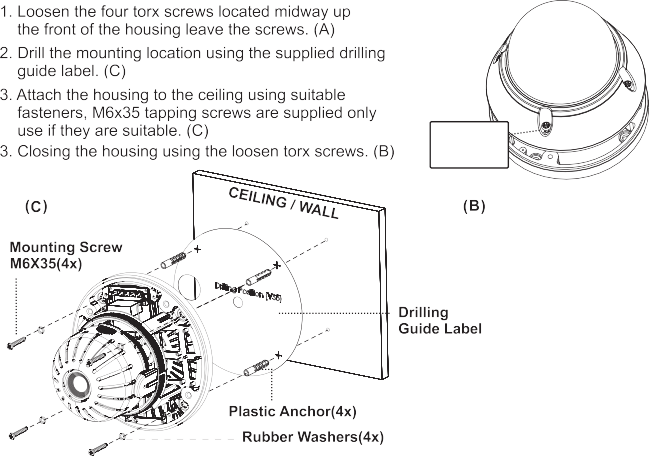 1. Loosen the four torx screws located midway up
the front of the housing leave the screws. (A)
2. Drill the mounting location using the supplied drilling
guide label. (C)
3. Attach the housing to the ceiling using suitable
fasteners, M6x35 tapping screws are supplied only
use if they are suitable. (C)
3. Closing the housing using the loosen torx screws. (B)
(C)
CEILING / WALL
(B)
Mounting Screw
M6X35(4x)
Drilling
Guide Label
Plastic Anchor(4x)
Rubber Washers(4x)